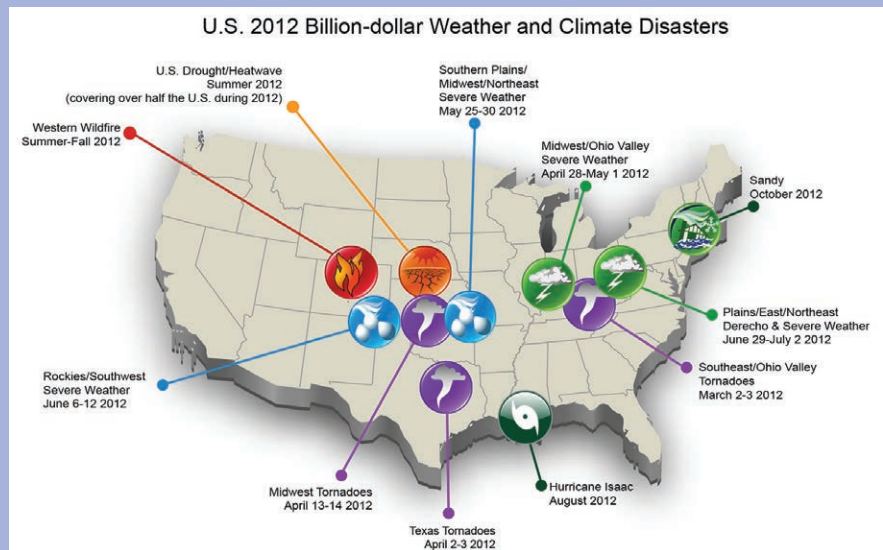 U.S. 2012 Billion-dollar Weather and Climate Disasters
U.S. Drought/Heatwave
Summer 2012
(covering over half the U.S. during 2012)
Southern Plains/
Midwest/Northeast
Severe Weather
May 25-30 2012
Western Wildfire
Summer-Fall 2012
Midwest/Ohio Valley
Severe Weather
April 28-May 1 2012
Sandy
October 2012
Plains/East/Northeast
Derecho & Severe Weather
June 29-July 2 2012
Rockies/Southwest
Severe Weather
June 6-12 2012
Southeast/Ohio Valley
Tornadoes
March 2-3 2012
Midwest Tornadoes
April 13-14 2012
Hurricane Isaac
August 2012
Texas Tornadoes
April 2-3 2012